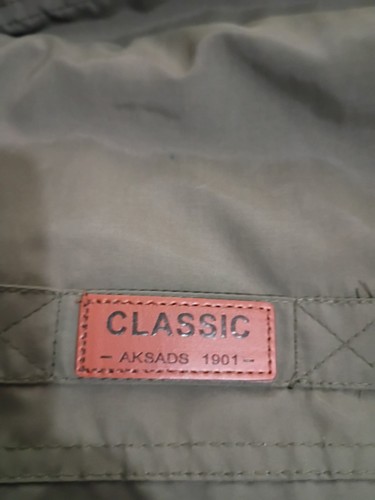 CLASSIC
- AKSADS 1901 -